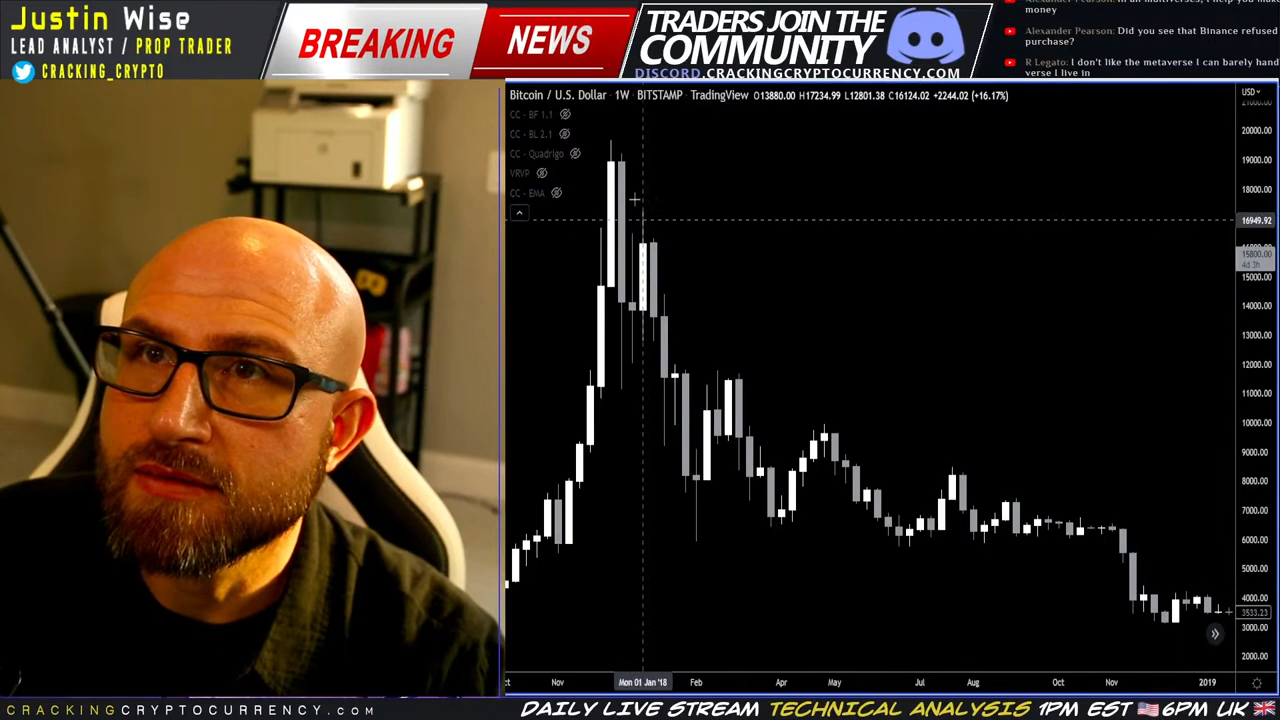 Justin Wise
LEAD ANALYST / PROP TRADER
CRACKING_CRYPTO
BREAKING
NEWS
TRADERS JOIN THE
COMMUNITY
DISCORD.CRACKINGCRYPTOCURRENCY.COM
money
Alexander Pearson: Did you see that Binance refused
purchase?
R Legato: I don't like the metaverse I can barely hand
verse I live in
Bitcoin / U.S. Dollar · 1W · BITSTAMP · TradingView O13880.00 H17234.99 L12801.38 C16124.02 +2244.02 (+16.17%)
USD
CC - BF 1.1
CC - BL 2.1
CC - Quadrigo
VRVP
CC - EMA
20000.00
19000.00
18000.00
16949.92
15800.00
4d 3h
15000.00
14000.00
13000.00
12000.00
11000.00
10000.00
9000.00
8000.00
7000.00
6000.00
5000.00
4000.00
3533.23
3000.00
2000.00
Nov
Mon 01 Jan '18
Feb
Apr
May
Jul
Aug
Oct
Nov
2019
CRACKINGCRYPTOCURRENCY.COM
DAILY LIVE STREAM TECHNICAL ANALYSIS 1PM EST 6PM UK